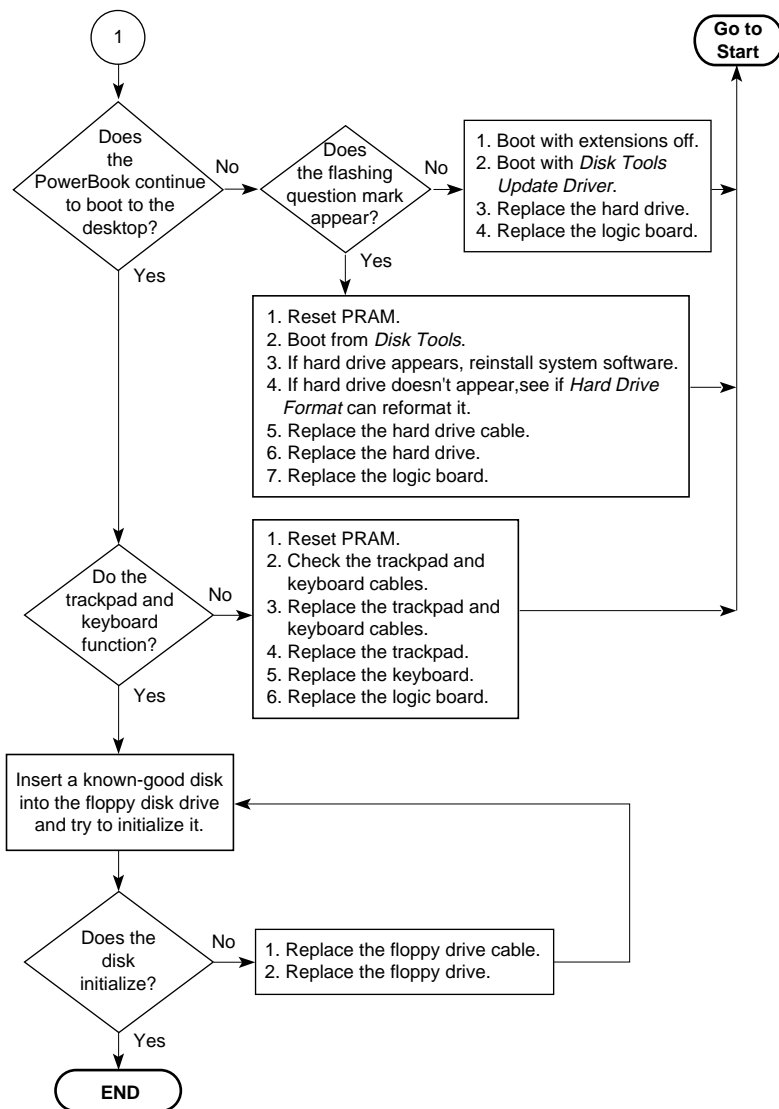 1
Go to
Start
Does
the
PowerBook continue
to boot to the
desktop?
No
Yes
Does
the flashing
question mark
appear?
No
Yes
1. Boot with extensions off.
2. Boot with Disk Tools
Update Driver.
3. Replace the hard drive.
4. Replace the logic board.
1. Reset PRAM.
2. Boot from Disk Tools.
3. If hard drive appears, reinstall system software.
4. If hard drive doesn't appear,see if Hard Drive
Format can reformat it.
5. Replace the hard drive cable.
6. Replace the hard drive.
7. Replace the logic board.
Do the
trackpad and
keyboard
function?
No
Yes
1. Reset PRAM.
2. Check the trackpad and
keyboard cables.
3. Replace the trackpad and
keyboard cables.
4. Replace the trackpad.
5. Replace the keyboard.
6. Replace the logic board.
Insert a known-good disk
into the floppy disk drive
and try to initialize it.
Does the
disk
initialize?
No
Yes
1. Replace the floppy drive cable.
2. Replace the floppy drive.
END